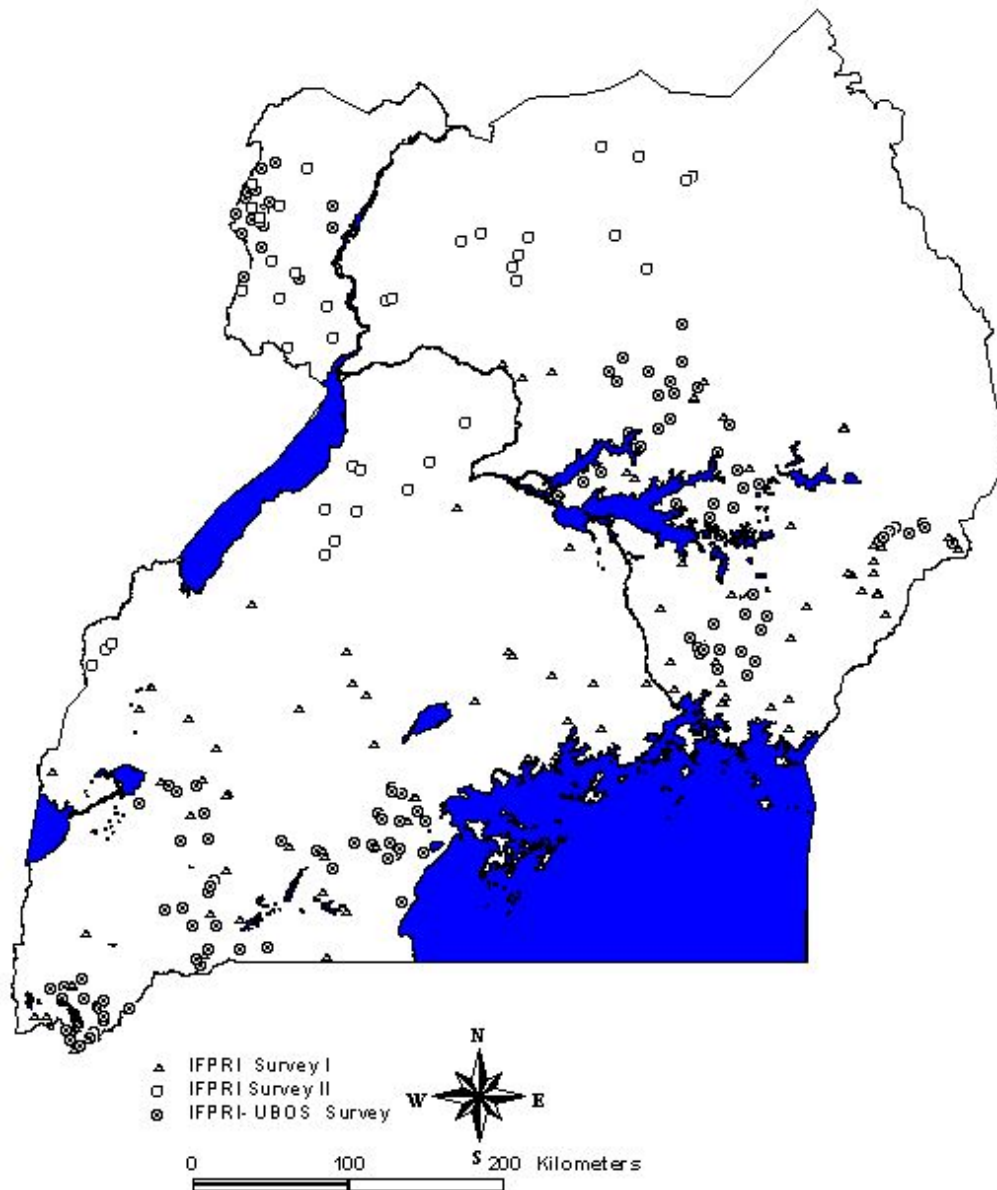 N
W E
S
IFPRI Survey I
IFPRI Survey II
IFPRI- UBOS Survey
0 100 200 Kilometers